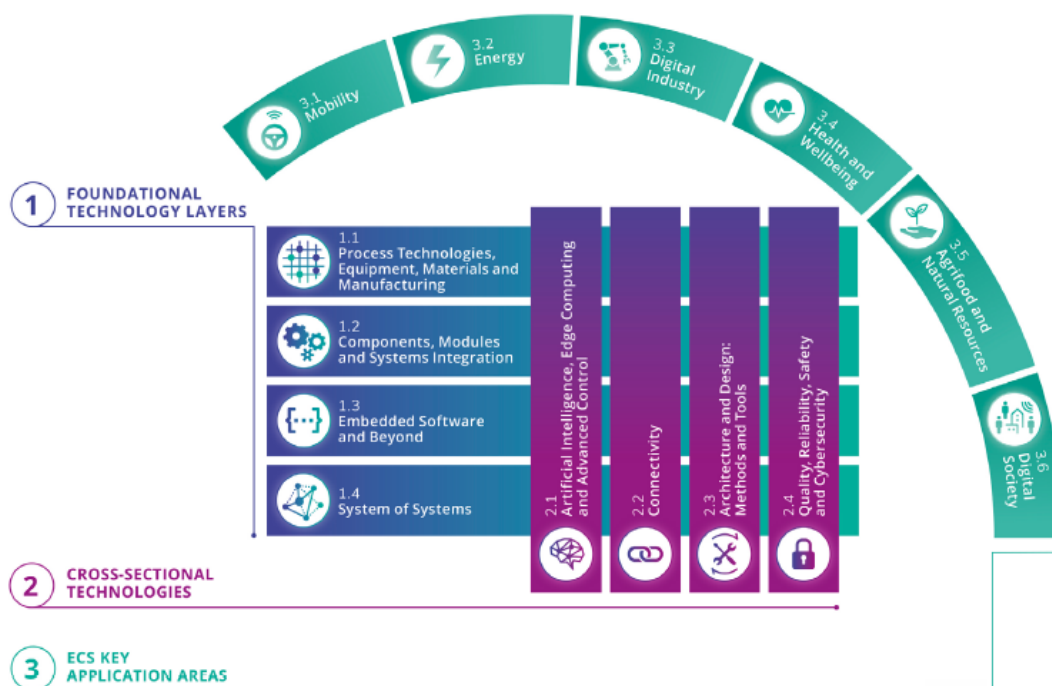 3.1
Mobility
3.2
Energy
3.3
Digital
Industry
3.4
Health and
Wellbeing
3.5
Agrifood and
Natural Resources
3.6
Digital
Society
1
FOUNDATIONAL
TECHNOLOGY LAYERS
1.1
Process Technologies,
Equipment, Materials and
Manufacturing
1.2
Components, Modules
and Systems Integration
1.3
Embedded Software
and Beyond
1.4
System of Systems
2.1
Artificial Intelligence, Edge Computing
and Advanced Control
2.2
Connectivity
2.3
Architecture and Design:
Methods and Tools
2.4
Quality, Reliability, Safety
and Cybersecurity
2
CROSS-SECTIONAL
TECHNOLOGIES
3
ECS KEY
APPLICATION AREAS